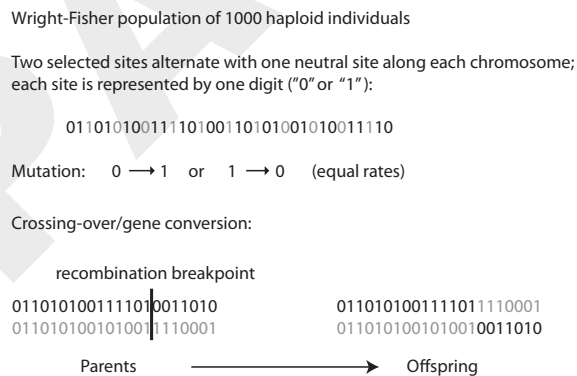 Wright-Fisher population of 1000 haploid individuals
Two selected sites alternate with one neutral site along each chromosome;
each site is represented by one digit ("0" or “1”):
01101010011110100110101001010011110
Mutation: 0 → 1 or 1 → 0 (equal rates)
Crossing-over/gene conversion:
recombination breakpoint
0110101001111010011010 0110101001111011110001
0110101001010011110001 0110101001010010011010
Parents → Offspring